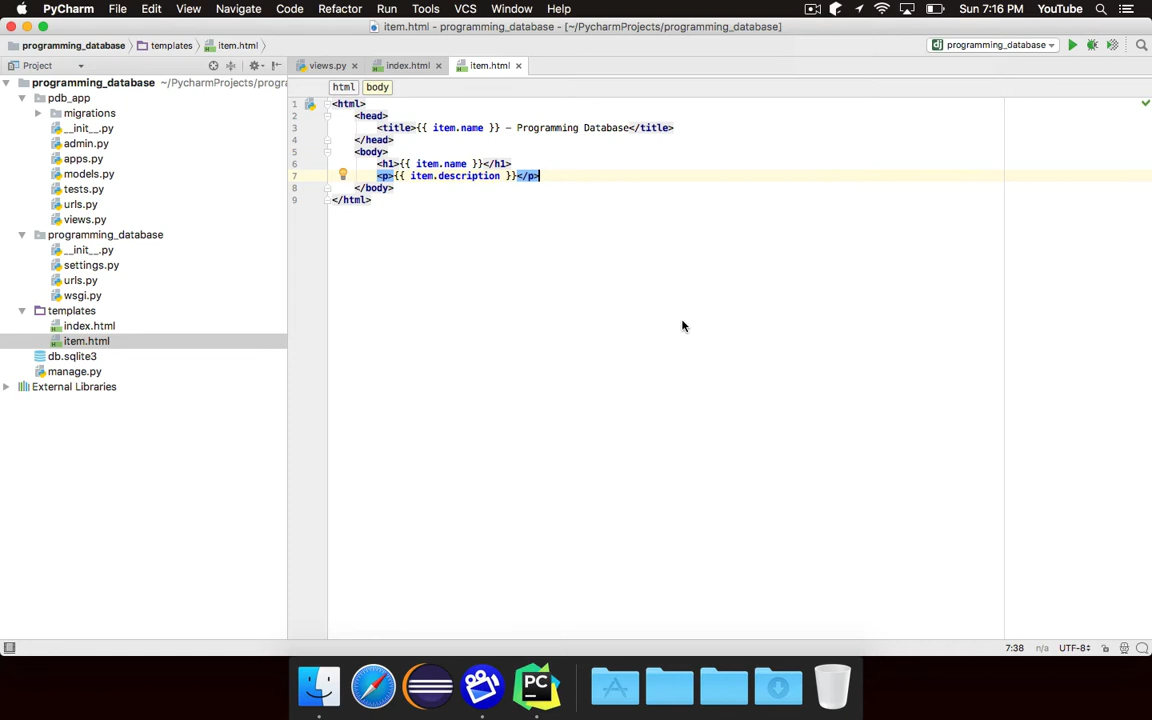 PyCharm File Edit View Navigate Code Refactor Run Tools VCS Window Help Sun 7:16 PM YouTube
item.html - programming_database - [~/PycharmProjects/programming_database]
programming_database templates item.html programming_database
Project views.py index.html item.html
html body
programming_database ~/PycharmProjects/progra
pdb_app
migrations
__init__.py
admin.py
apps.py
models.py
tests.py
urls.py
views.py
programming_database
__init__.py
settings.py
urls.py
wsgi.py
templates
index.html
item.html
db.sqlite3
manage.py
External Libraries
1 <html>
2 <head>
3 <title>{{ item.name }} – Programming Database</title>
4 </head>
5 <body>
6 <h1>{{ item.name }}</h1>
7 <p>{{ item.description }}</p>
8 </body>
9 </html>
7:38 n/a UTF-8
PC